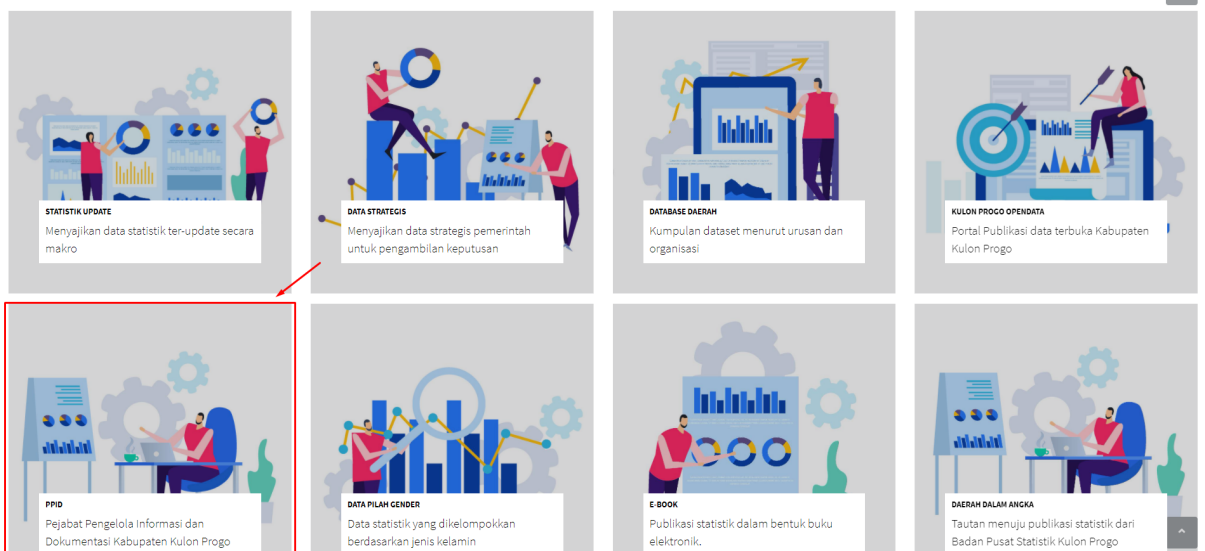 STATISTIK UPDATE
Menyajikan data statistik ter-update secara
makro
DATA STRATEGIS
Menyajikan data strategis pemerintah
untuk pengambilan keputusan
DATABASE DAERAH
Kumpulan dataset menurut urusan dan
organisasi
KULON PROGO OPENDATA
Portal Publikasi data terbuka Kabupaten
Kulon Progo
PPID
Pejabat Pengelola Informasi dan
Dokumentasi Kabupaten Kulon Progo
DATA PILAH GENDER
Data statistik yang dikelompokkan
berdasarkan jenis kelamin
E-BOOK
Publikasi statistik dalam bentuk buku
elektronik.
DAERAH DALAM ANGKA
Tautan menuju publikasi statistik dari
Badan Pusat Statistik Kulon Progo